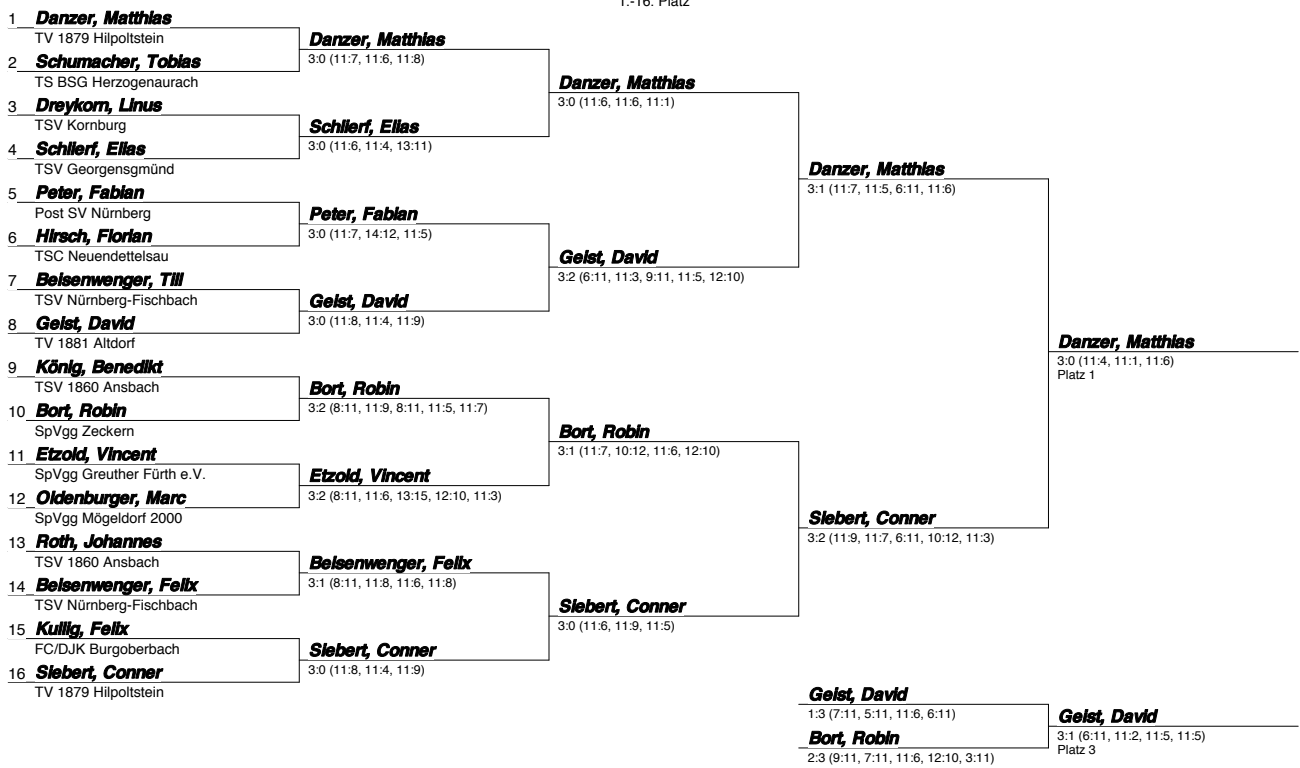 1.-16. Platz
1 Danzer, Matthias
TV 1879 Hilpoltstein
2 Schumacher, Tobias
TS BSG Herzogenaurach
3 Dreykorn, Linus
TSV Kornburg
4 Schlierf, Elias
TSV Georgensgmünd
5 Peter, Fabian
Post SV Nürnberg
6 Hirsch, Florian
TSC Neuendettelsau
7 Beisenwenger, Till
TSV Nürnberg-Fischbach
8 Geist, David
TV 1881 Altdorf
9 König, Benedikt
TSV 1860 Ansbach
10 Bort, Robin
SpVgg Zeckern
11 Etzold, Vincent
SpVgg Greuther Fürth e.V.
12 Oldenburger, Marc
SpVgg Mögeldorf 2000
13 Roth, Johannes
TSV 1860 Ansbach
14 Beisenwenger, Felix
TSV Nürnberg-Fischbach
15 Kullig, Felix
FC/DJK Burgoberbach
16 Siebert, Conner
TV 1879 Hilpoltstein
Danzer, Matthias
3:0 (11:7, 11:6, 11:8)
Schlierf, Elias
3:0 (11:6, 11:4, 13:11)
Peter, Fabian
3:0 (11:7, 14:12, 11:5)
Geist, David
3:0 (11:8, 11:4, 11:9)
Bort, Robin
3:2 (8:11, 11:9, 8:11, 11:5, 11:7)
Etzold, Vincent
3:2 (8:11, 11:6, 13:15, 12:10, 11:3)
Beisenwenger, Felix
3:1 (8:11, 11:8, 11:6, 11:8)
Siebert, Conner
3:0 (11:8, 11:4, 11:9)
Danzer, Matthias
3:0 (11:6, 11:6, 11:1)
Geist, David
3:2 (6:11, 11:3, 9:11, 11:5, 12:10)
Bort, Robin
3:1 (11:7, 10:12, 11:6, 12:10)
Siebert, Conner
3:0 (11:6, 11:9, 11:5)
Danzer, Matthias
3:1 (11:7, 11:5, 6:11, 11:6)
Siebert, Conner
3:2 (11:9, 11:7, 6:11, 10:12, 11:3)
Danzer, Matthias
3:0 (11:4, 11:1, 11:6)
Platz 1
Geist, David
1:3 (7:11, 5:11, 11:6, 6:11)
Bort, Robin
2:3 (9:11, 7:11, 11:6, 12:10, 3:11)
Geist, David
3:1 (6:11, 11:2, 11:5, 11:5)
Platz 3